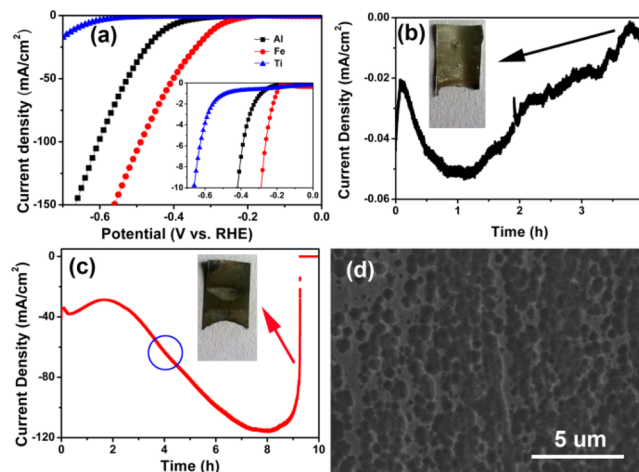 (a)
Al
Fe
Ti
0
-50
-100
-150
Current density (mA/cm²)
-0.6 -0.4 -0.2 0.0
Potential (V vs. RHE)
0
-2
-4
-6
-8
-10
-0.6 -0.4 -0.2 0.0
(b)
0.00
-0.02
-0.04
-0.06
Current Density (mA/cm²)
0 1 2 3
Time (h)
(c)
0
-40
-80
-120
Current Density (mA/cm²)
0 2 4 6 8 10
Time (h)
(d)
5 um